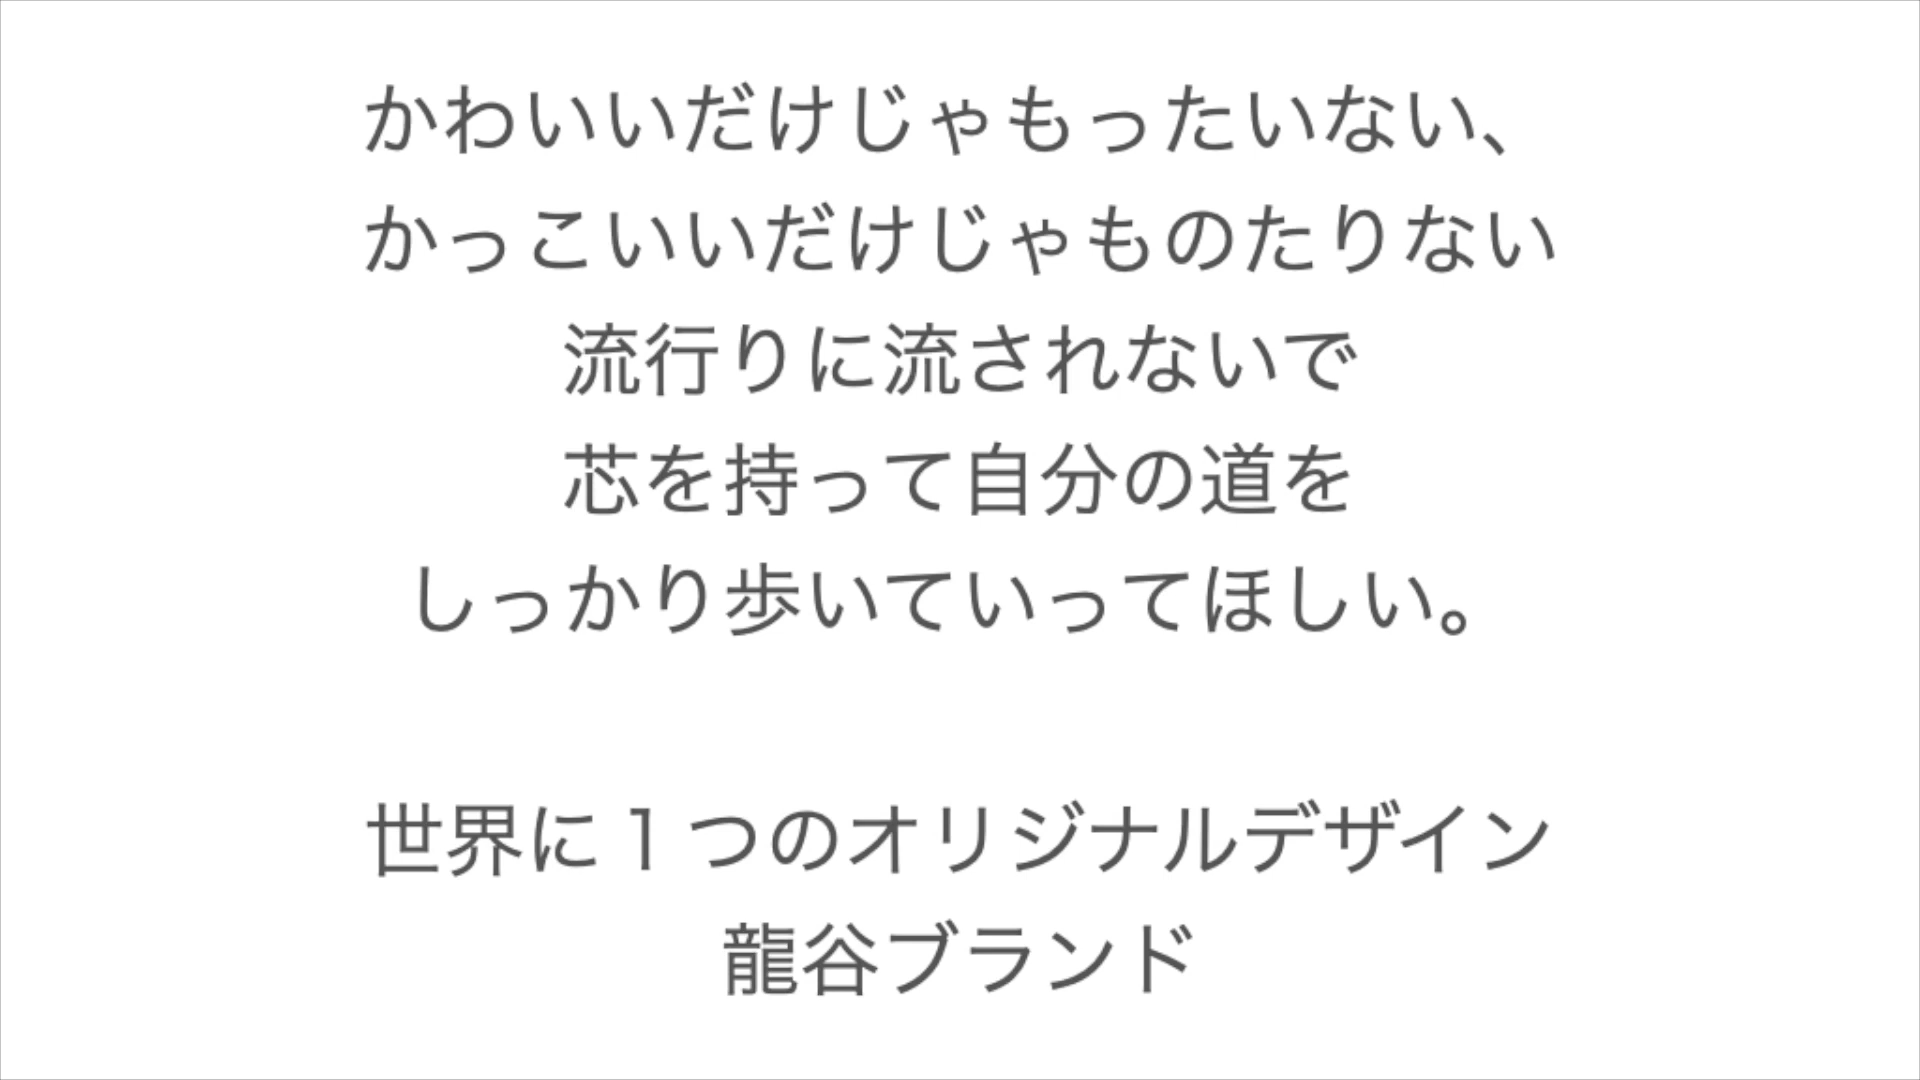 かわいいだけじゃもったいない、
かっこいいだけじゃものたりない
流行りに流されないで
芯を持って自分の道を
しっかり歩いていってほしい。
世界に１つのオリジナルデザイン
龍谷ブランド